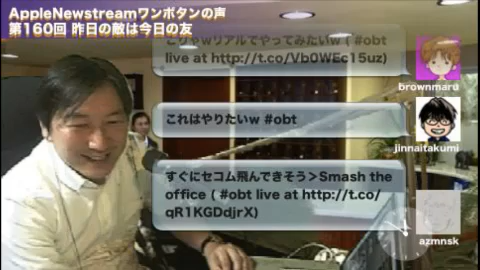 AppleNewstreamワンボタンの声
第160回 昨日の敵は今日の友
これゃwリアルでやってみたいw ( #obt
live at http://t.co/Vb0WEc15uz)
brownmaru
これはやりたいw #obt
jinnaitakumi
すぐにセコム飛んできそう＞Smash the
office ( #obt live at http://t.co/
qR1KGDdjrX)
azmnsk